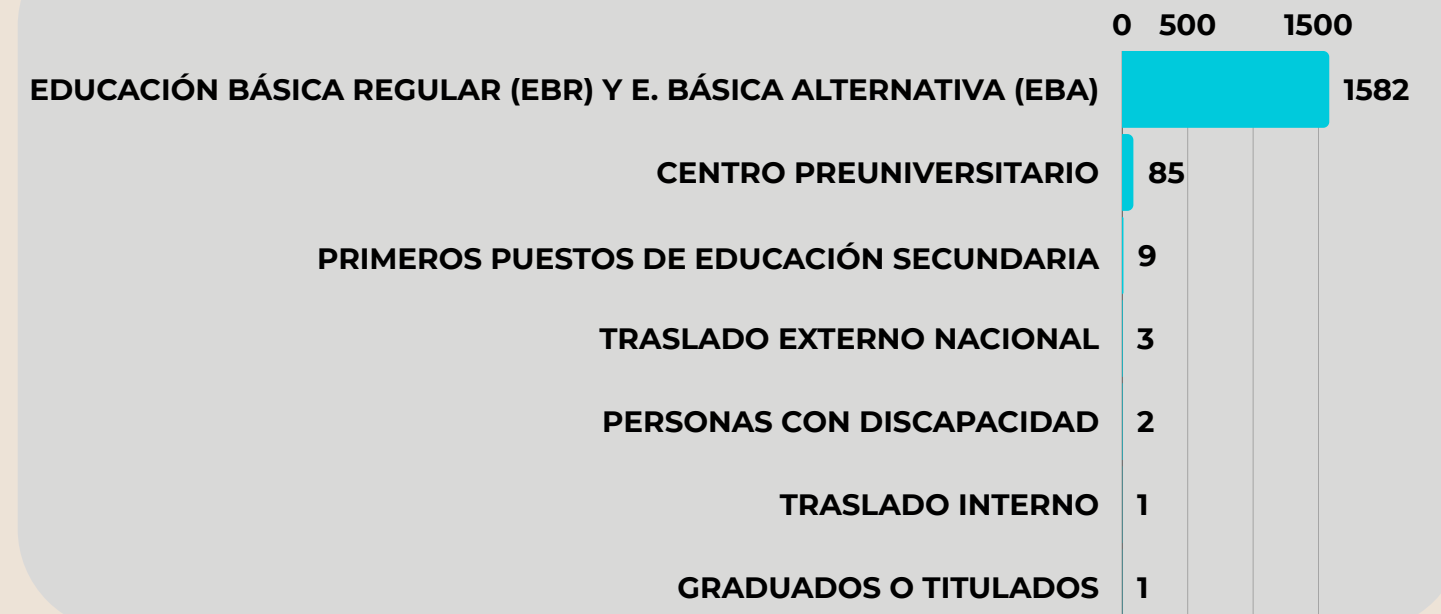 0 500 1500
EDUCACIÓN BÁSICA REGULAR (EBR) Y E. BÁSICA ALTERNATIVA (EBA) 1582
CENTRO PREUNIVERSITARIO 85
PRIMEROS PUESTOS DE EDUCACIÓN SECUNDARIA 9
TRASLADO EXTERNO NACIONAL 3
PERSONAS CON DISCAPACIDAD 2
TRASLADO INTERNO 1
GRADUADOS O TITULADOS 1